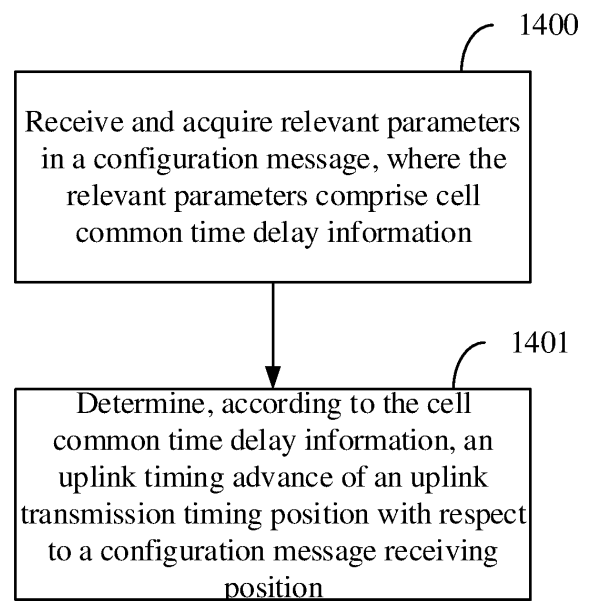 1400
Receive and acquire relevant parameters
in a configuration message, where the
relevant parameters comprise cell
common time delay information
1401
Determine, according to the cell
common time delay information, an
uplink timing advance of an uplink
transmission timing position with respect
to a configuration message receiving
position